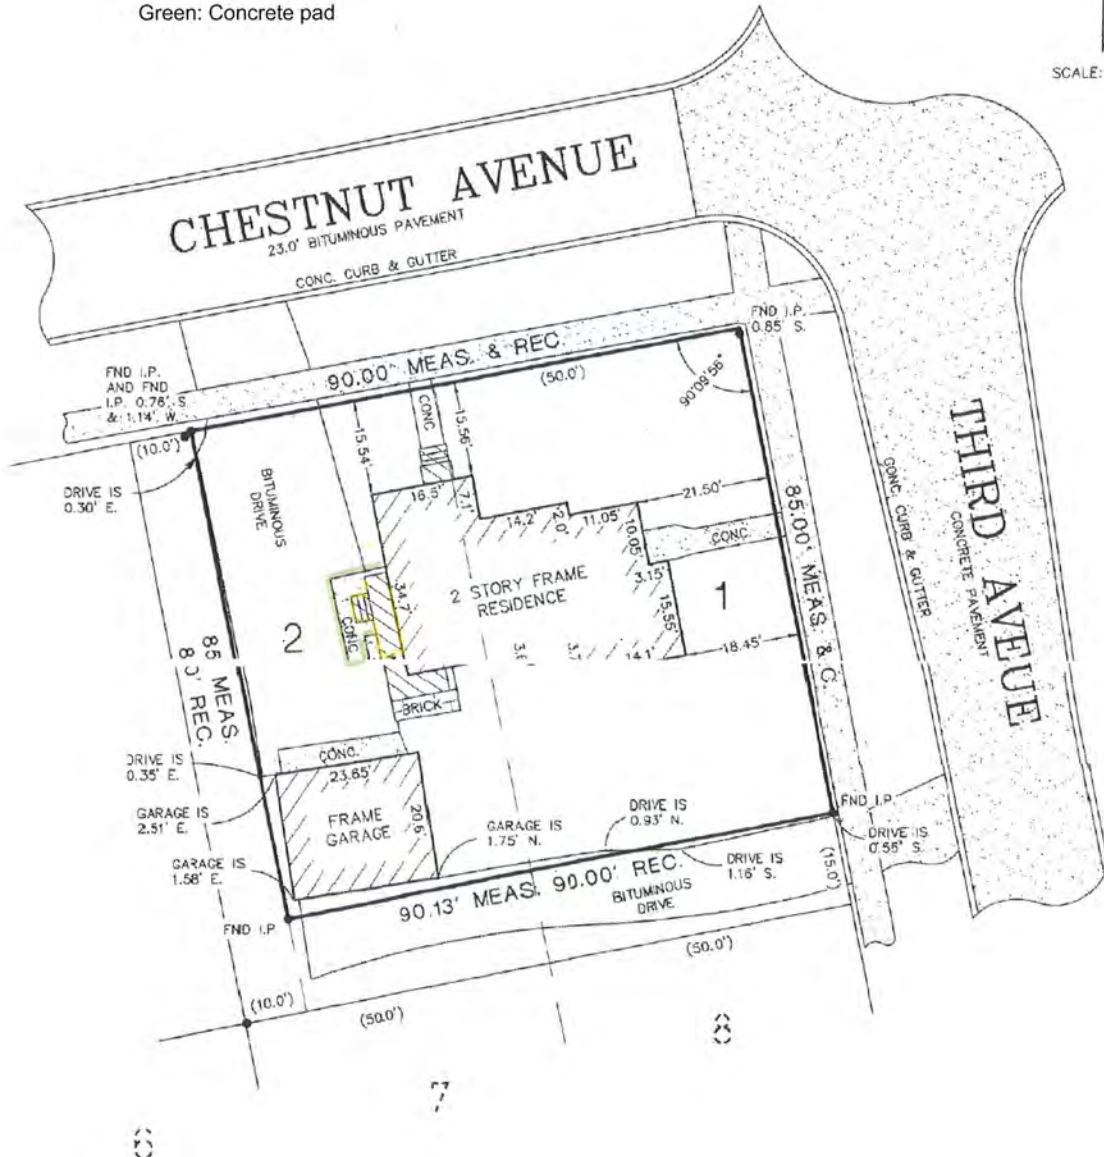 Green: Concrete pad
SCALE:
CHESTNUT AVENUE
23.0' BITUMINOUS PAVEMENT
CONC. CURB & GUTTER
FND I.P.
0.85' S.
FND I.P.
AND FND
I.P. 0.76' S.
& 1.14' W.
90.00' MEAS. & REC.
(50.0')
90°09'56"
(10.0')
DRIVE IS
0.30' E.
BITUMINOUS
DRIVE
15.54'
CONC.
15.56'
16.5'
7.1'
14.2'
2.0'
11.05'
21.50'
10.05'
CONC.
3.15'
15.55'
2 STORY FRAME
RESIDENCE
34.7'
CONC.
1
2
14.1'
18.45'
85.00' MEAS. &
CONC. CURB & GUTTER
THIRD AVEUE
CONCRETE PAVEMENT
85 MEAS.
REC.
BRICK
DRIVE IS
0.35' E.
CONC.
23.65'
GARAGE IS
2.51' E.
FRAME
GARAGE
20.6'
GARAGE IS
1.75' N.
DRIVE IS
0.93' N.
FND I.P.
DRIVE IS
0.55' S.
GARAGE IS
1.58' E.
DRIVE IS
1.16' S.
(15.0')
90.13' MEAS. 90.00' REC.
BITUMINOUS
DRIVE
FND I.P.
(50.0')
(10.0')
(50.0')
8
7
6